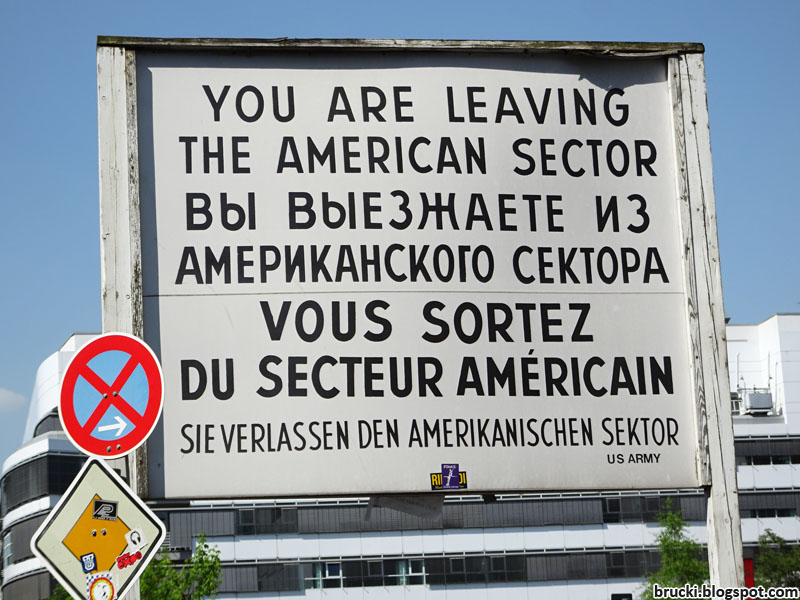 YOU ARE LEAVING
THE AMERICAN SECTOR
ВЫ ВЫЕЗЖАЕТЕ ИЗ
АМЕРИКАНСКОГО СЕКТОРА
VOUS SORTEZ
DU SECTEUR AMÉRICAIN
SIE VERLASSEN DEN AMERIKANISCHEN SEKTOR
US ARMY
brucki.blogspot.com